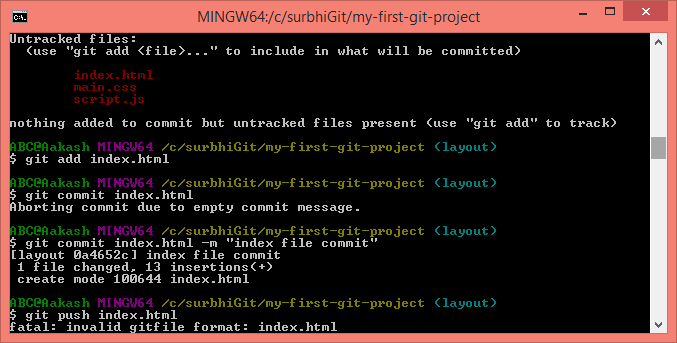 MINGW64:/c/surbhiGit/my-first-git-project
Untracked files:
  (use "git add <file>..." to include in what will be committed)
        index.html
        main.css
        script.js
nothing added to commit but untracked files present (use "git add" to track)
ABC@Aakash MINGW64 /c/surbhiGit/my-first-git-project (layout)
$ git add index.html
ABC@Aakash MINGW64 /c/surbhiGit/my-first-git-project (layout)
$ git commit index.html
Aborting commit due to empty commit message.
ABC@Aakash MINGW64 /c/surbhiGit/my-first-git-project (layout)
$ git commit index.html -m "index file commit"
[layout 0a4652c] index file commit
 1 file changed, 13 insertions(+)
 create mode 100644 index.html
ABC@Aakash MINGW64 /c/surbhiGit/my-first-git-project (layout)
$ git push index.html
fatal: invalid gitfile format: index.html